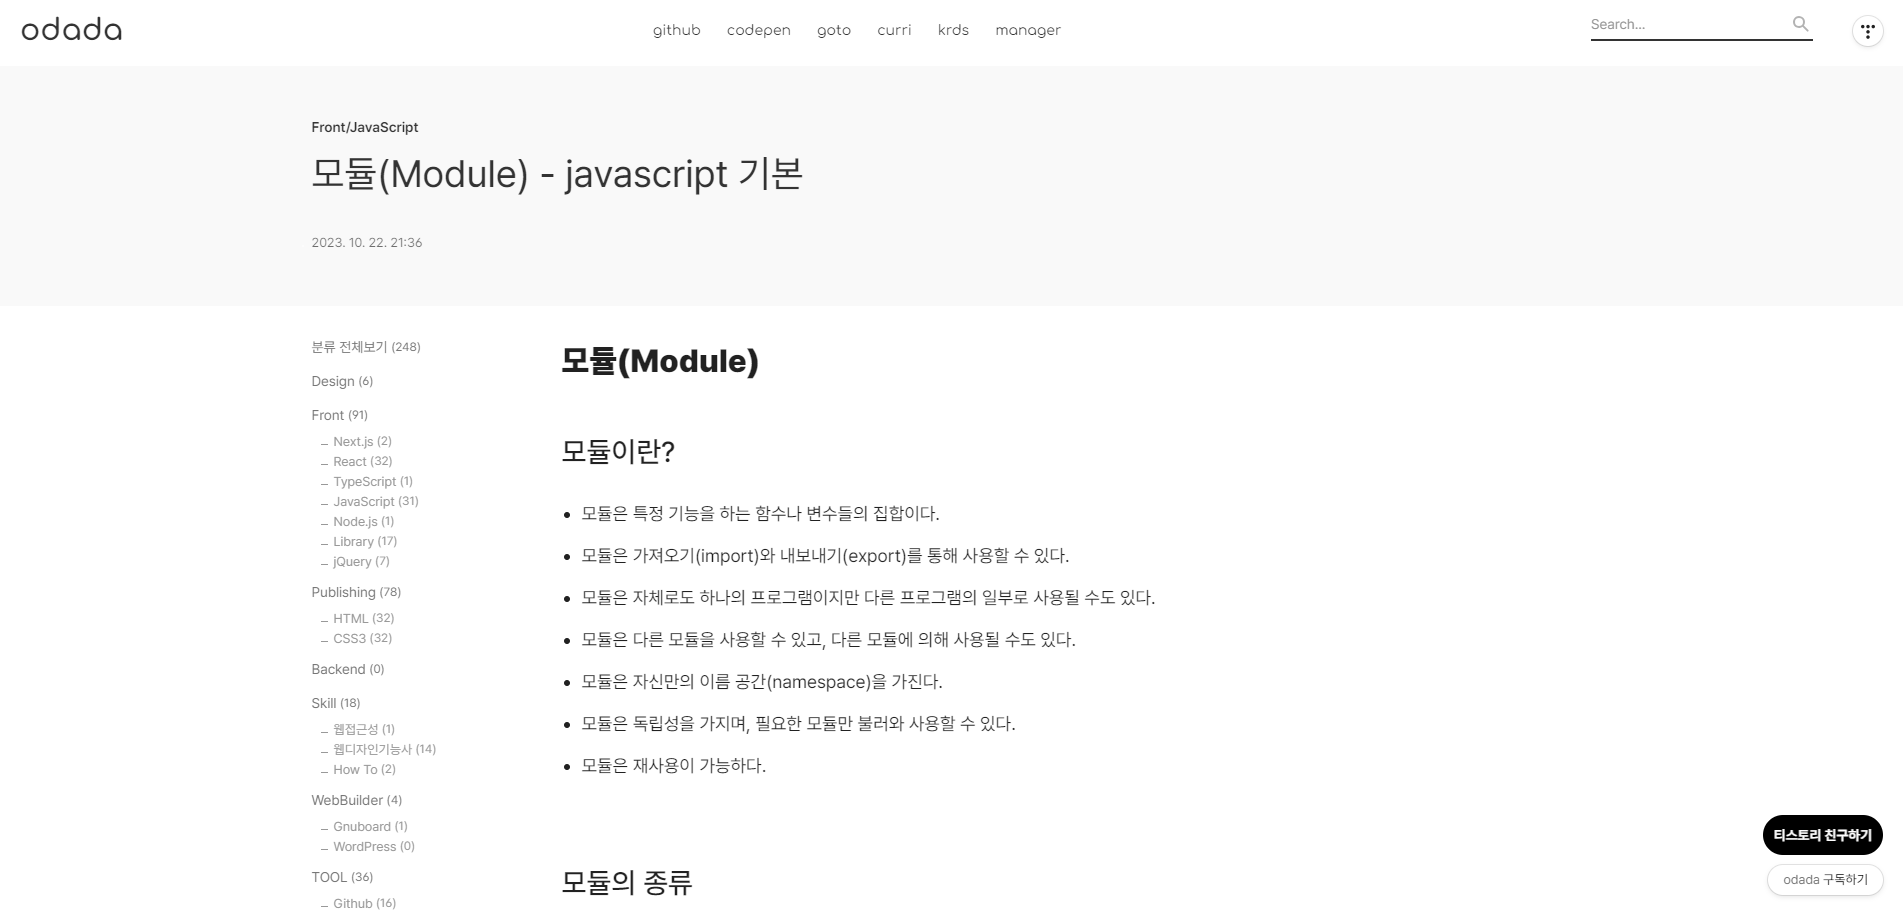 odada
github codepen goto curri krds manager
Search...
Front/JavaScript
모듈(Module) - javascript 기본
2023. 10. 22. 21:36
분류 전체보기 (248)
Design (6)
Front (91)
Next.js (2)
React (32)
TypeScript (1)
JavaScript (31)
Node.js (1)
Library (17)
jQuery (7)
Publishing (78)
HTML (32)
CSS3 (32)
Backend (0)
Skill (18)
웹접근성 (1)
웹디자인기능사 (14)
How To (2)
WebBuilder (4)
Gnuboard (1)
WordPress (0)
TOOL (36)
Github (16)
모듈(Module)
모듈이란?
모듈은 특정 기능을 하는 함수나 변수들의 집합이다.
모듈은 가져오기(import)와 내보내기(export)를 통해 사용할 수 있다.
모듈은 자체로도 하나의 프로그램이지만 다른 프로그램의 일부로 사용될 수도 있다.
모듈은 다른 모듈을 사용할 수 있고, 다른 모듈에 의해 사용될 수도 있다.
모듈은 자신만의 이름 공간(namespace)을 가진다.
모듈은 독립성을 가지며, 필요한 모듈만 불러와 사용할 수 있다.
모듈은 재사용이 가능하다.
모듈의 종류
티스토리 친구하기
odada 구독하기